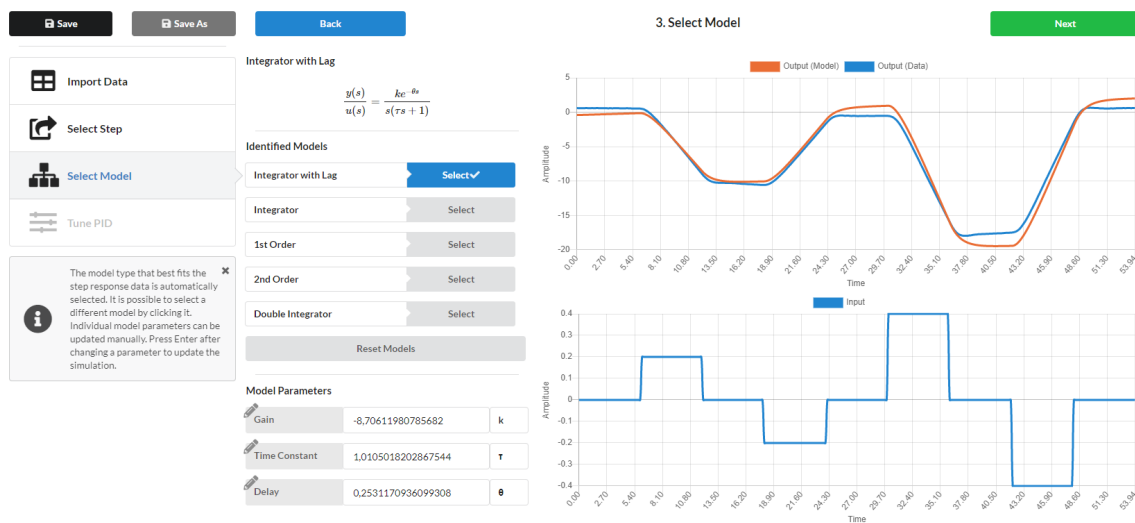 Save
Save As
Back
3. Select Model
Next
Import Data
Select Step
Select Model
Tune PID
The model type that best fits the
step response data is automatically
selected. It is possible to select a
different model by clicking it.
Individual model parameters can be
updated manually. Press Enter after
changing a parameter to update the
simulation.
Integrator with Lag
y(s)/u(s) = ke^{-θs}/s(τs + 1)
Identified Models
Integrator with Lag Select
Integrator Select
1st Order Select
2nd Order Select
Double Integrator Select
Reset Models
Model Parameters
Gain -8,70611980785682 k
Time Constant 1,0105018202867544 τ
Delay 0,2531170936099308 θ
Output (Model) Output (Data)
Amplitude
5
0
-5
-10
-15
-20
0.00 2.70 5.40 8.10 10.80 13.50 16.20 18.90 21.60 24.30 27.00 29.70 32.40 35.10 37.80 40.50 43.20 45.90 48.60 51.30 53.94
Time
Input
Amplitude
0.4
0.3
0.2
0.1
0
-0.1
-0.2
-0.3
-0.4
0.00 2.70 5.40 8.10 10.80 13.50 16.20 18.90 21.60 24.30 27.00 29.70 32.40 35.10 37.80 40.50 43.20 45.90 48.60 51.30 53.94
Time